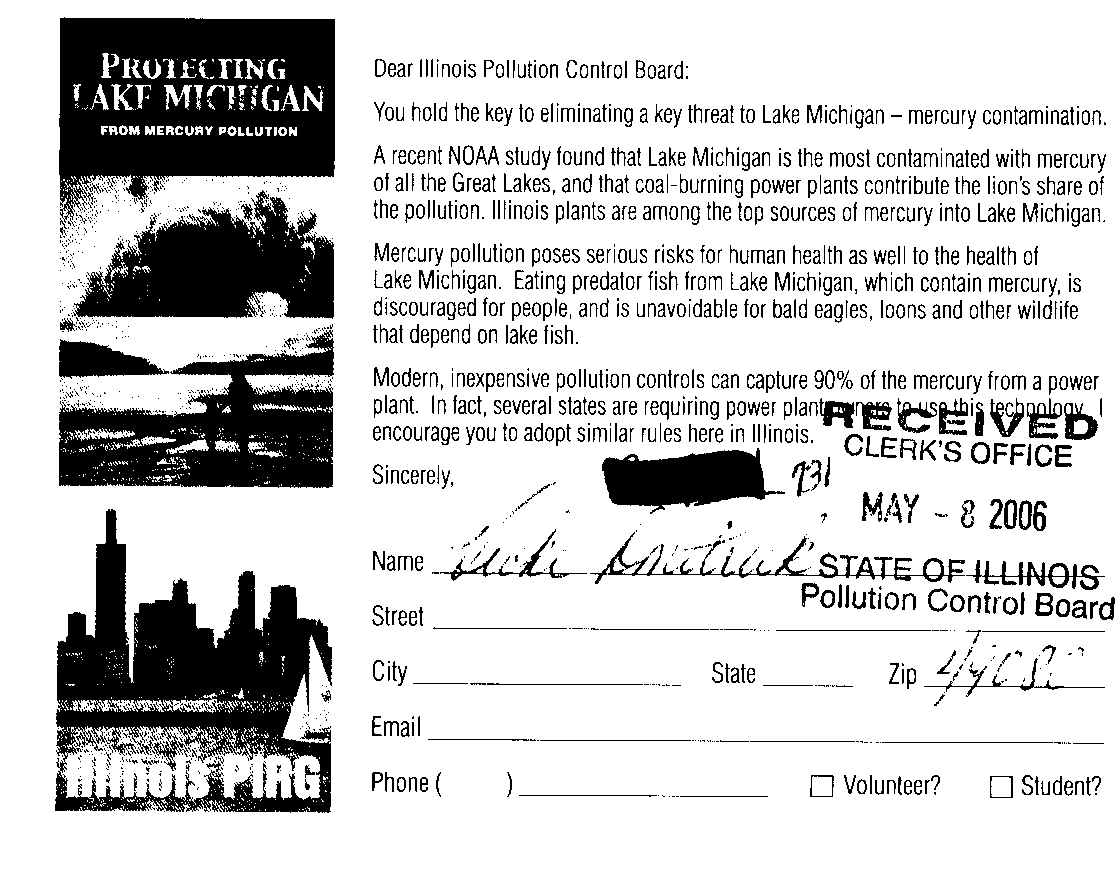 PROTECTING
LAKE MICHIGAN
FROM MERCURY POLLUTION
Illinois PIRG
Dear Illinois Pollution Control Board:
You hold the key to eliminating a key threat to Lake Michigan – mercury contamination.
A recent NOAA study found that Lake Michigan is the most contaminated with mercury
of all the Great Lakes, and that coal-burning power plants contribute the lion's share of
the pollution. Illinois plants are among the top sources of mercury into Lake Michigan.
Mercury pollution poses serious risks for human health as well to the health of
Lake Michigan. Eating predator fish from Lake Michigan, which contain mercury, is
discouraged for people, and is unavoidable for bald eagles, loons and other wildlife
that depend on lake fish.
Modern, inexpensive pollution controls can capture 90% of the mercury from a power
plant. In fact, several states are requiring power plant owners to use this technology. I
encourage you to adopt similar rules here in Illinois.
RECEIVED
CLERK'S OFFICE
MAY - 8 2006
STATE OF ILLINOIS
Pollution Control Board
Sincerely,
731
Name
Street
City State Zip
Email
Phone ( )
Volunteer? Student?